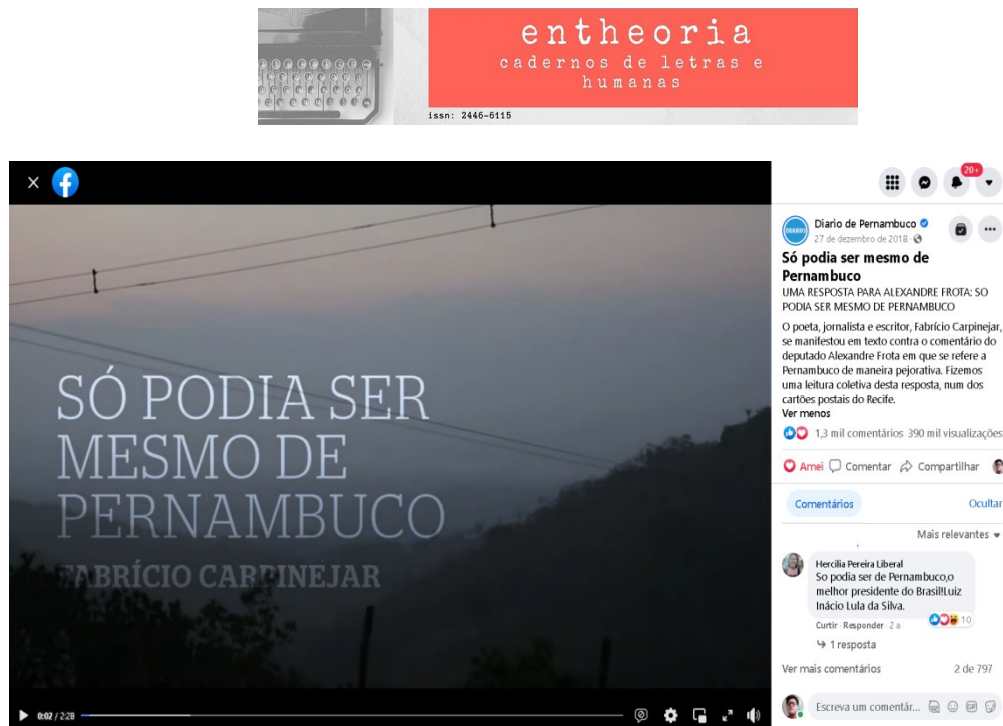 entheoria
cadernos de letras e
humanas
issn: 2446-6115
20+
Diario de Pernambuco
27 de dezembro de 2018
Só podia ser mesmo de
Pernambuco
UMA RESPOSTA PARA ALEXANDRE FROTA: SO
PODIA SER MESMO DE PERNAMBUCO
O poeta, jornalista e escritor, Fabrício Carpinejar,
se manifestou em texto contra o comentário do
deputado Alexandre Frota em que se refere a
Pernambuco de maneira pejorativa. Fizemos
uma leitura coletiva desta resposta, num dos
cartões postais do Recife.
Ver menos
1,3 mil comentários 390 mil visualizações
Amei Comentar Compartilhar
Comentários Ocultar
Mais relevantes
Hercilia Pereira Liberal
So podia ser de Pernambuco,o
melhor presidente do Brasil!Luiz
Inácio Lula da Silva.
Curtir · Responder · 2 a 10
1 resposta
Ver mais comentários 2 de 797
Escreva um comentár... GIF
SÓ PODIA SER
MESMO DE
PERNAMBUCO
FABRÍCIO CARPINEJAR
0:02 / 2:28
DIARIO